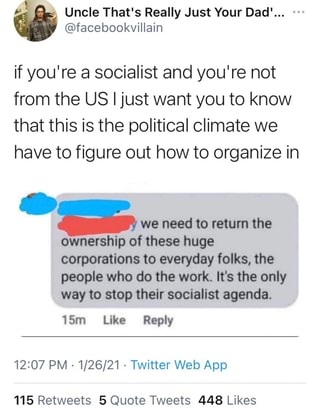 Uncle That's Really Just Your Dad'... ...
@facebookvillain
if you're a socialist and you're not
from the US I just want you to know
that this is the political climate we
have to figure out how to organize in
we need to return the
ownership of these huge
corporations to everyday folks, the
people who do the work. It's the only
way to stop their socialist agenda.
15m Like Reply
12:07 PM · 1/26/21 · Twitter Web App
115 Retweets 5 Quote Tweets 448 Likes